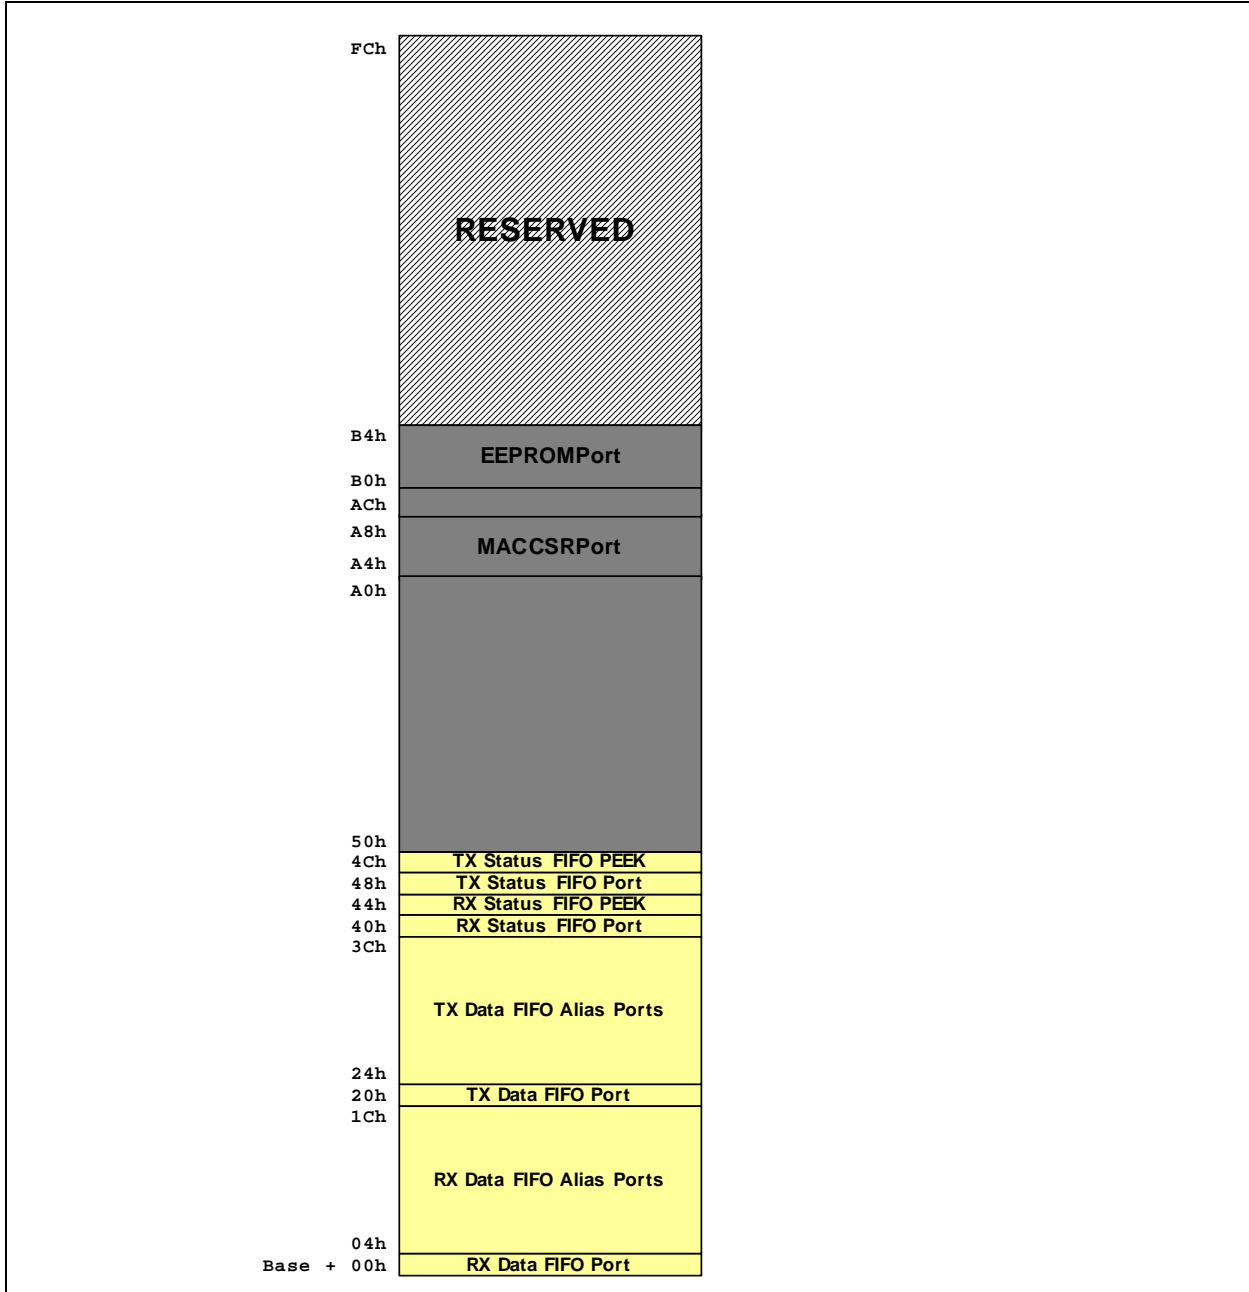 FCh
RESERVED
B4h
EEPROMPort
B0h
ACh
A8h
MACCSRPort
A4h
A0h
50h
4Ch TX Status FIFO PEEK
48h TX Status FIFO Port
44h RX Status FIFO PEEK
40h RX Status FIFO Port
3Ch
TX Data FIFO Alias Ports
24h
20h TX Data FIFO Port
1Ch
RX Data FIFO Alias Ports
04h
Base + 00h RX Data FIFO Port